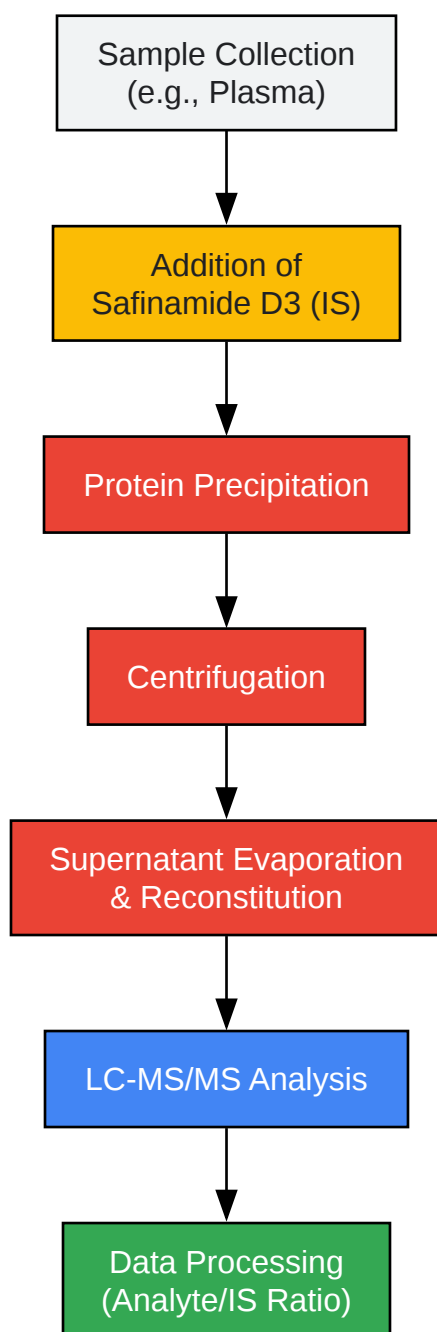 Sample Collection
(e.g., Plasma)
Addition of
Safinamide D3 (IS)
Protein Precipitation
Centrifugation
Supernatant Evaporation
& Reconstitution
LC-MS/MS Analysis
Data Processing
(Analyte/IS Ratio)